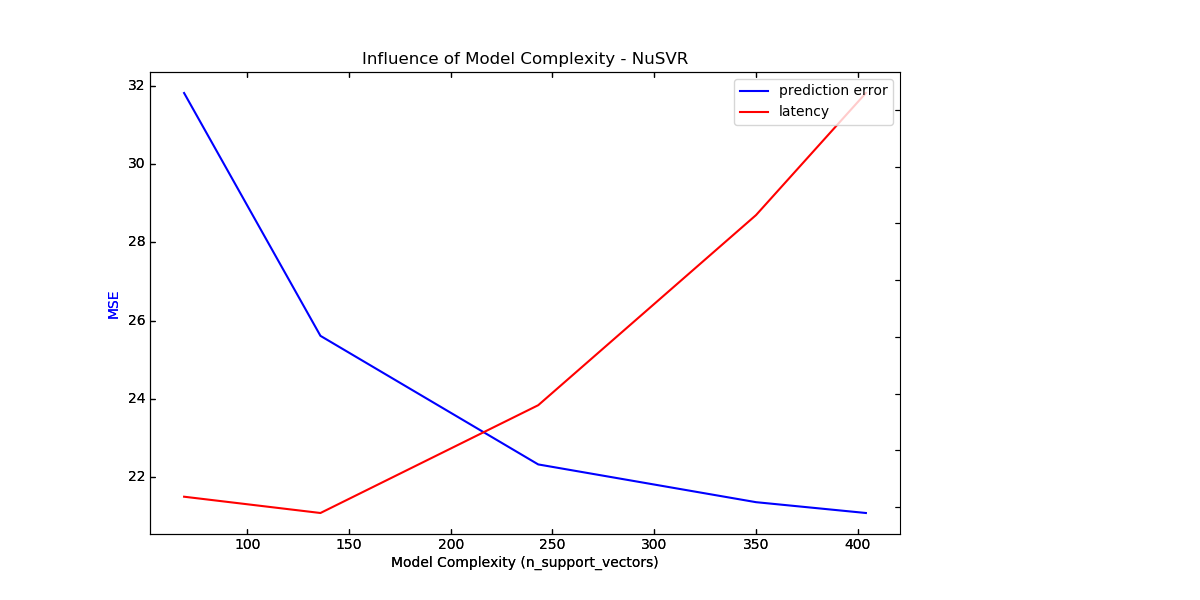 Influence of Model Complexity - NuSVR
prediction error
latency
32
30
28
26
24
22
MSE
100 150 200 250 300 350 400
Model Complexity (n_support_vectors)